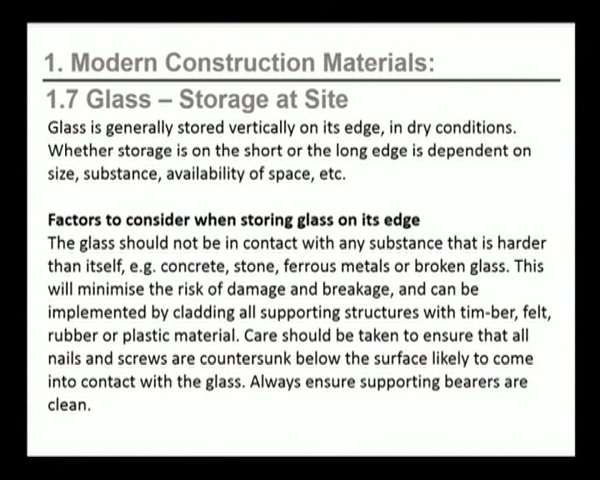 1. Modern Construction Materials:
1.7 Glass – Storage at Site
Glass is generally stored vertically on its edge, in dry conditions.
Whether storage is on the short or the long edge is dependent on
size, substance, availability of space, etc.
Factors to consider when storing glass on its edge
The glass should not be in contact with any substance that is harder
than itself, e.g. concrete, stone, ferrous metals or broken glass. This
will minimise the risk of damage and breakage, and can be
implemented by cladding all supporting structures with tim-ber, felt,
rubber or plastic material. Care should be taken to ensure that all
nails and screws are countersunk below the surface likely to come
into contact with the glass. Always ensure supporting bearers are
clean.